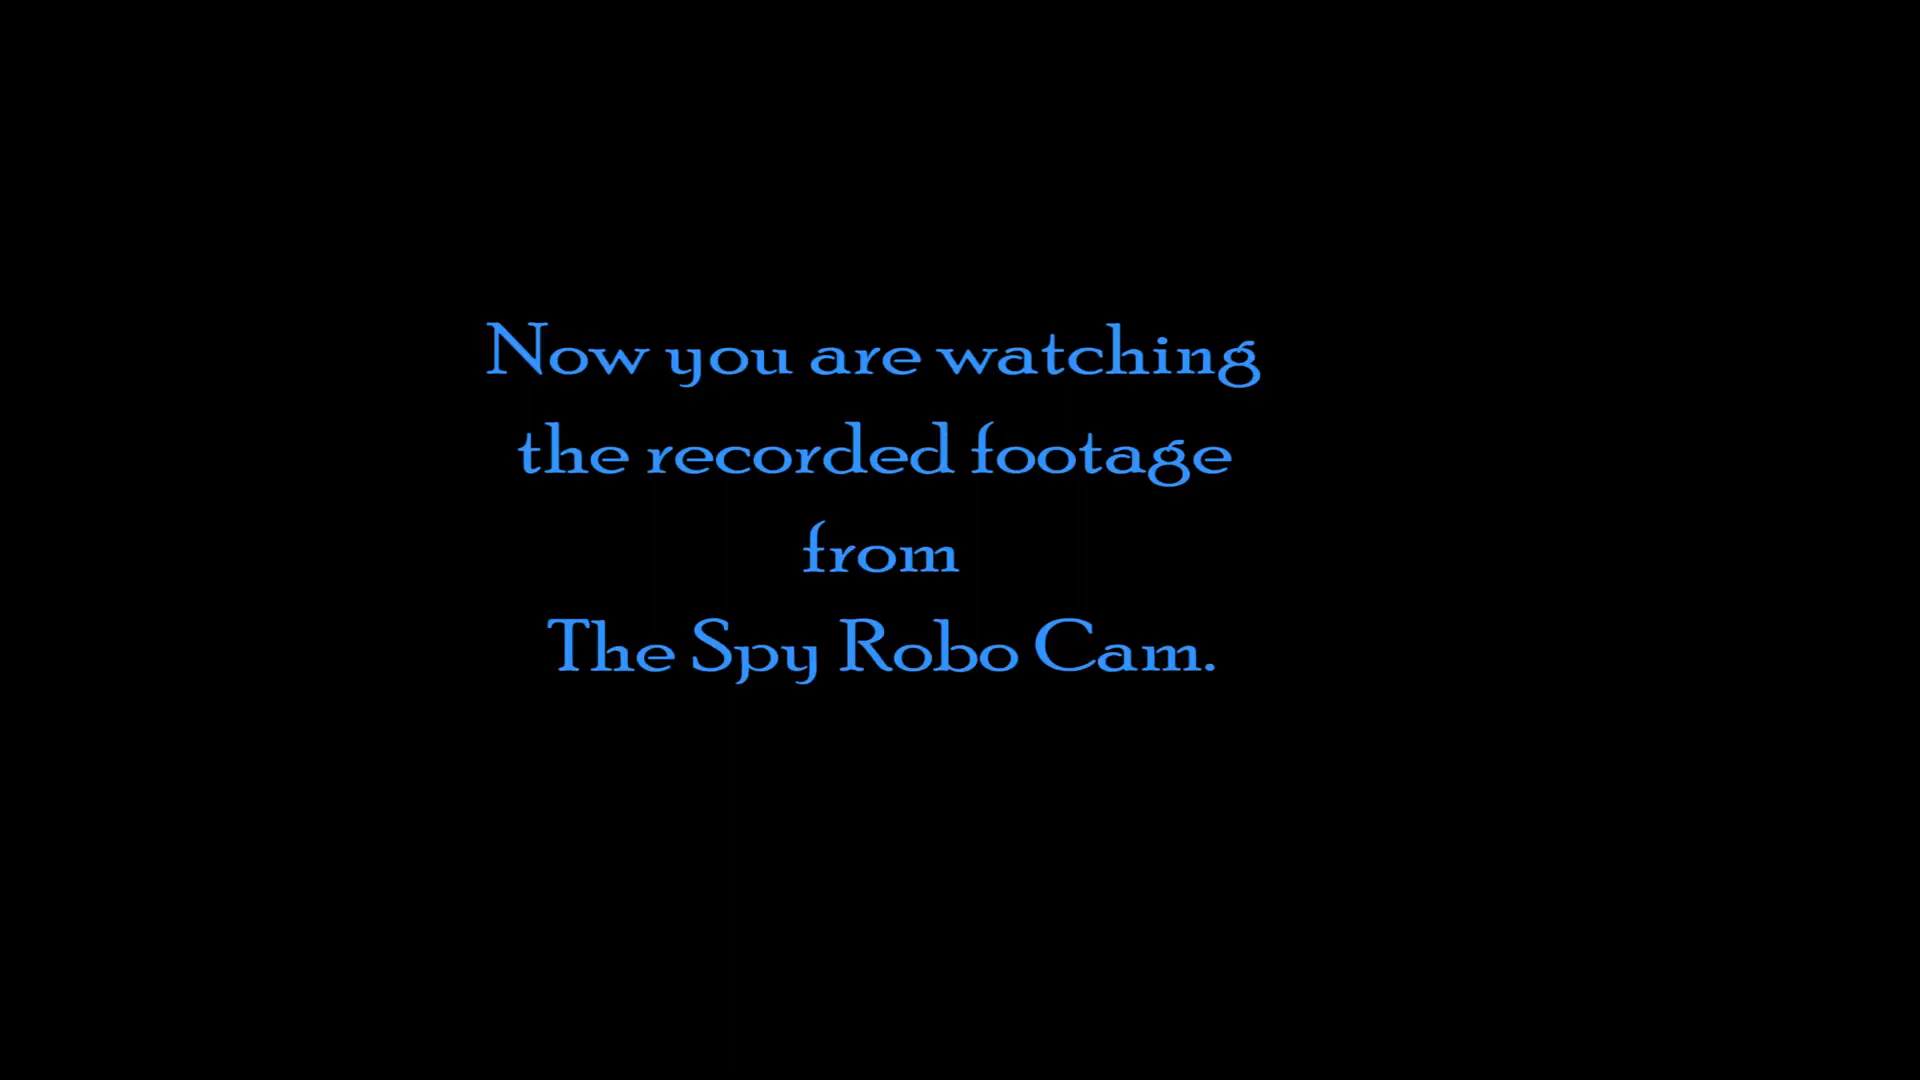 Now you are watching
the recorded footage
from
The Spy Robo Cam.